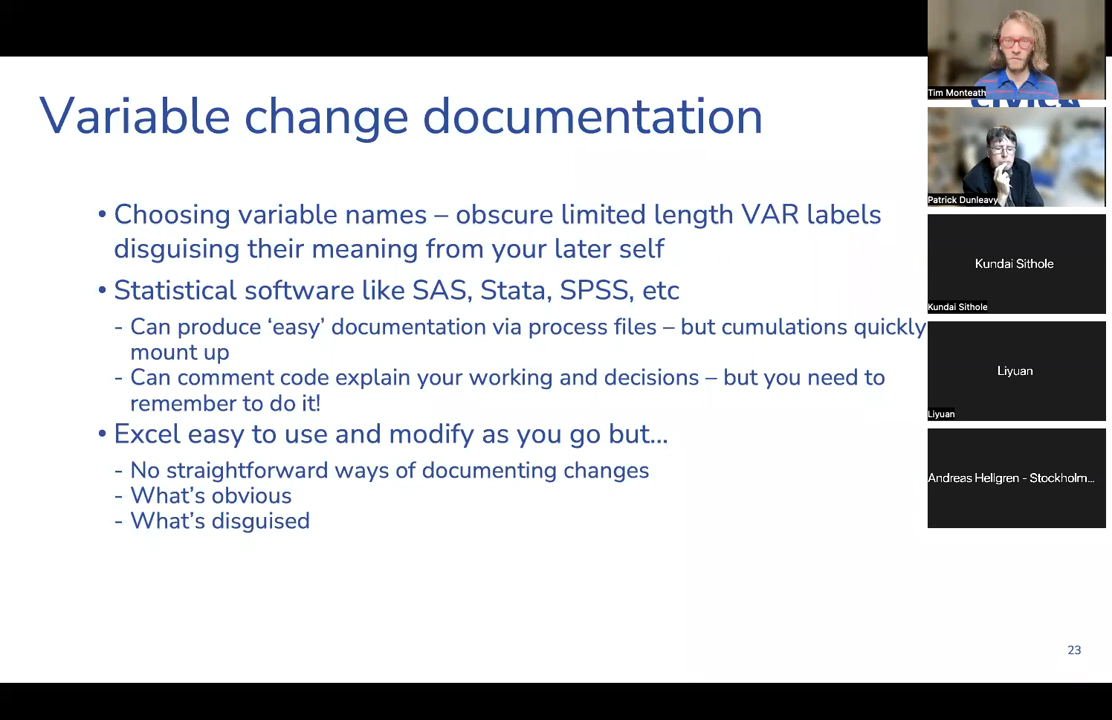 Variable change documentation
• Choosing variable names – obscure limited length VAR labels
disguising their meaning from your later self
• Statistical software like SAS, Stata, SPSS, etc
- Can produce ‘easy’ documentation via process files – but cumulations quickly
mount up
- Can comment code explain your working and decisions – but you need to
remember to do it!
• Excel easy to use and modify as you go but…
- No straightforward ways of documenting changes
- What’s obvious
- What’s disguised
23
Tim Monteath
Patrick Dunleavy
Kundai Sithole
Kundai Sithole
Liyuan
Liyuan
Andreas Hellgren - Stockholm...